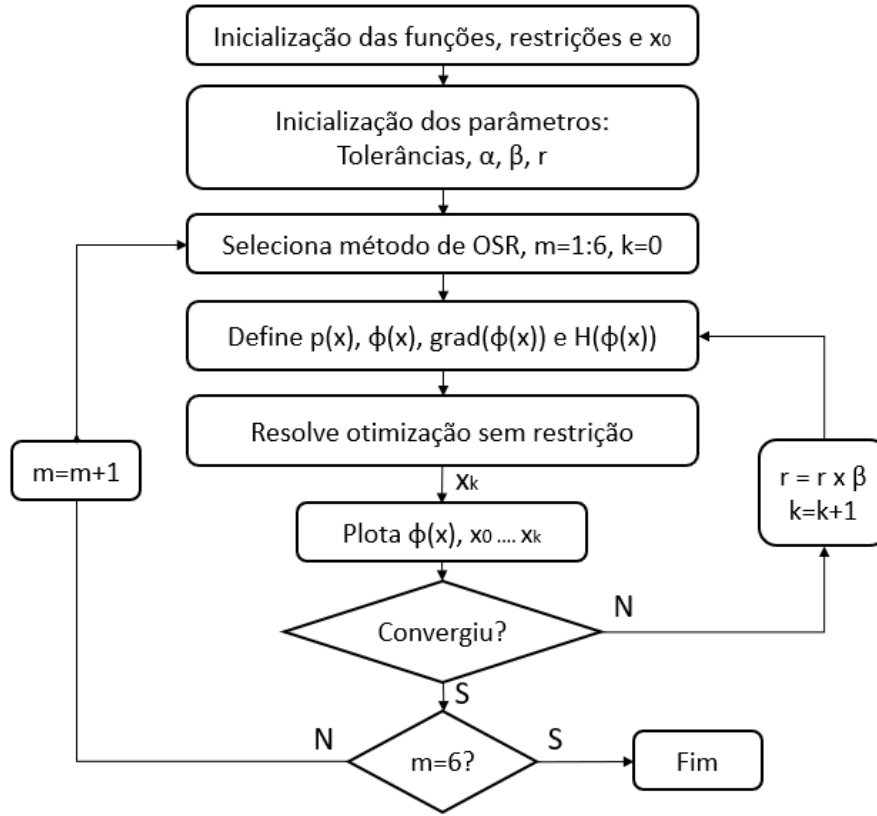 Inicialização das funções, restrições e x0
Inicialização dos parâmetros:
Tolerâncias, α, β, r
Seleciona método de OSR, m=1:6, k=0
Define p(x), ϕ(x), grad(ϕ(x)) e H(ϕ(x))
Resolve otimização sem restrição
m=m+1
r = r x β
k=k+1
xk
Plota ϕ(x), x0 .... xk
Convergiu?
N
S
N
m=6?
S
Fim